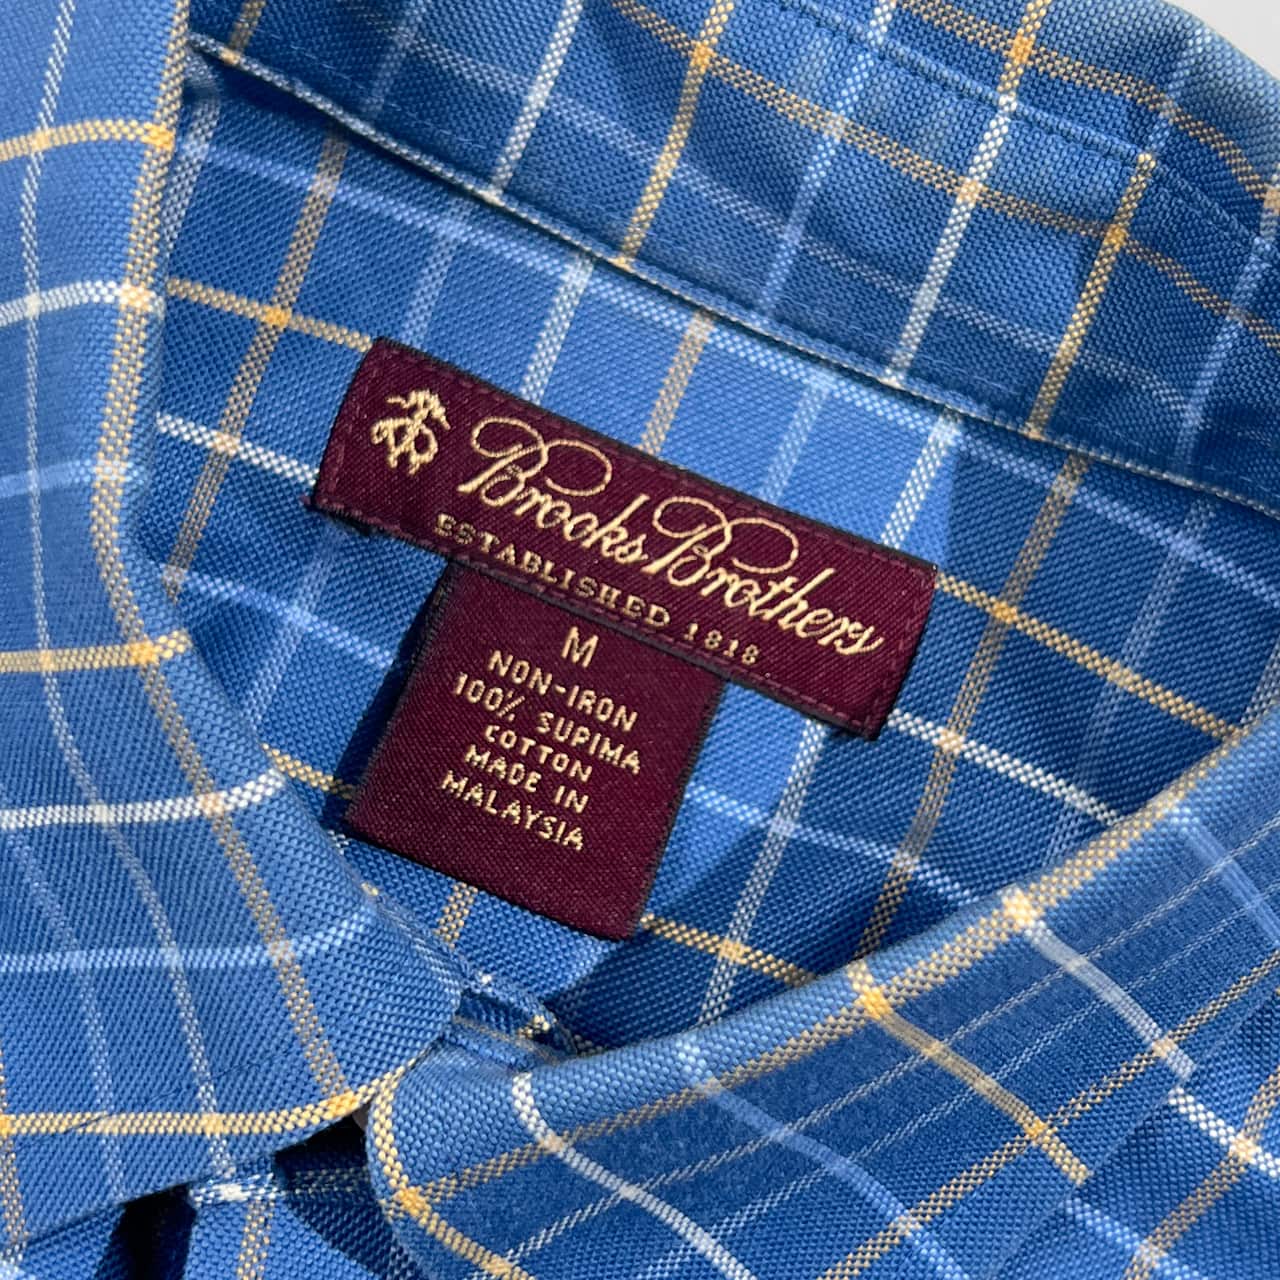 Brooks Brothers
ESTABLISHED 1818
M
NON-IRON
100% SUPIMA
COTTON
MADE IN
MALAYSIA